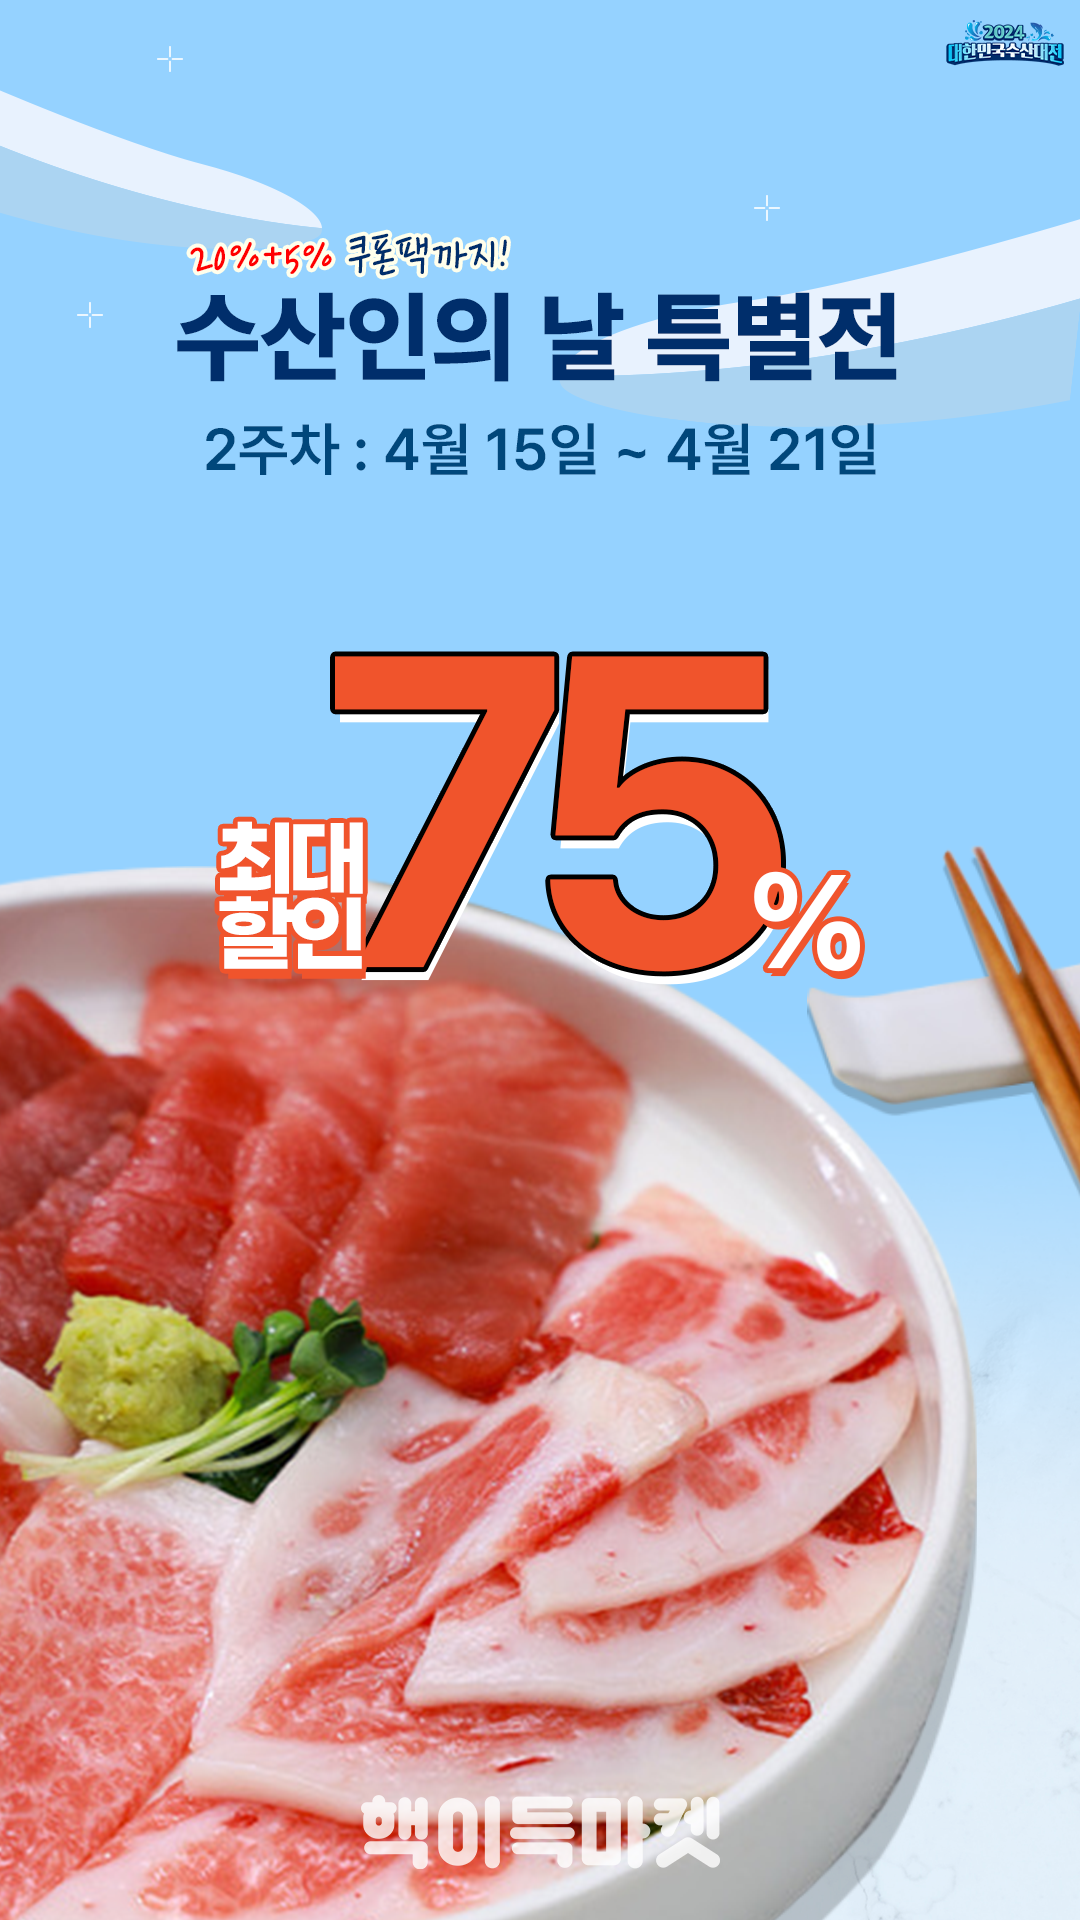 2024
대한민국수산대전
20%+5% 쿠폰팩까지!
수산인의 날 특별전
2주차 : 4월 15일 ~ 4월 21일
최대
할인
75%
핵이득마켓